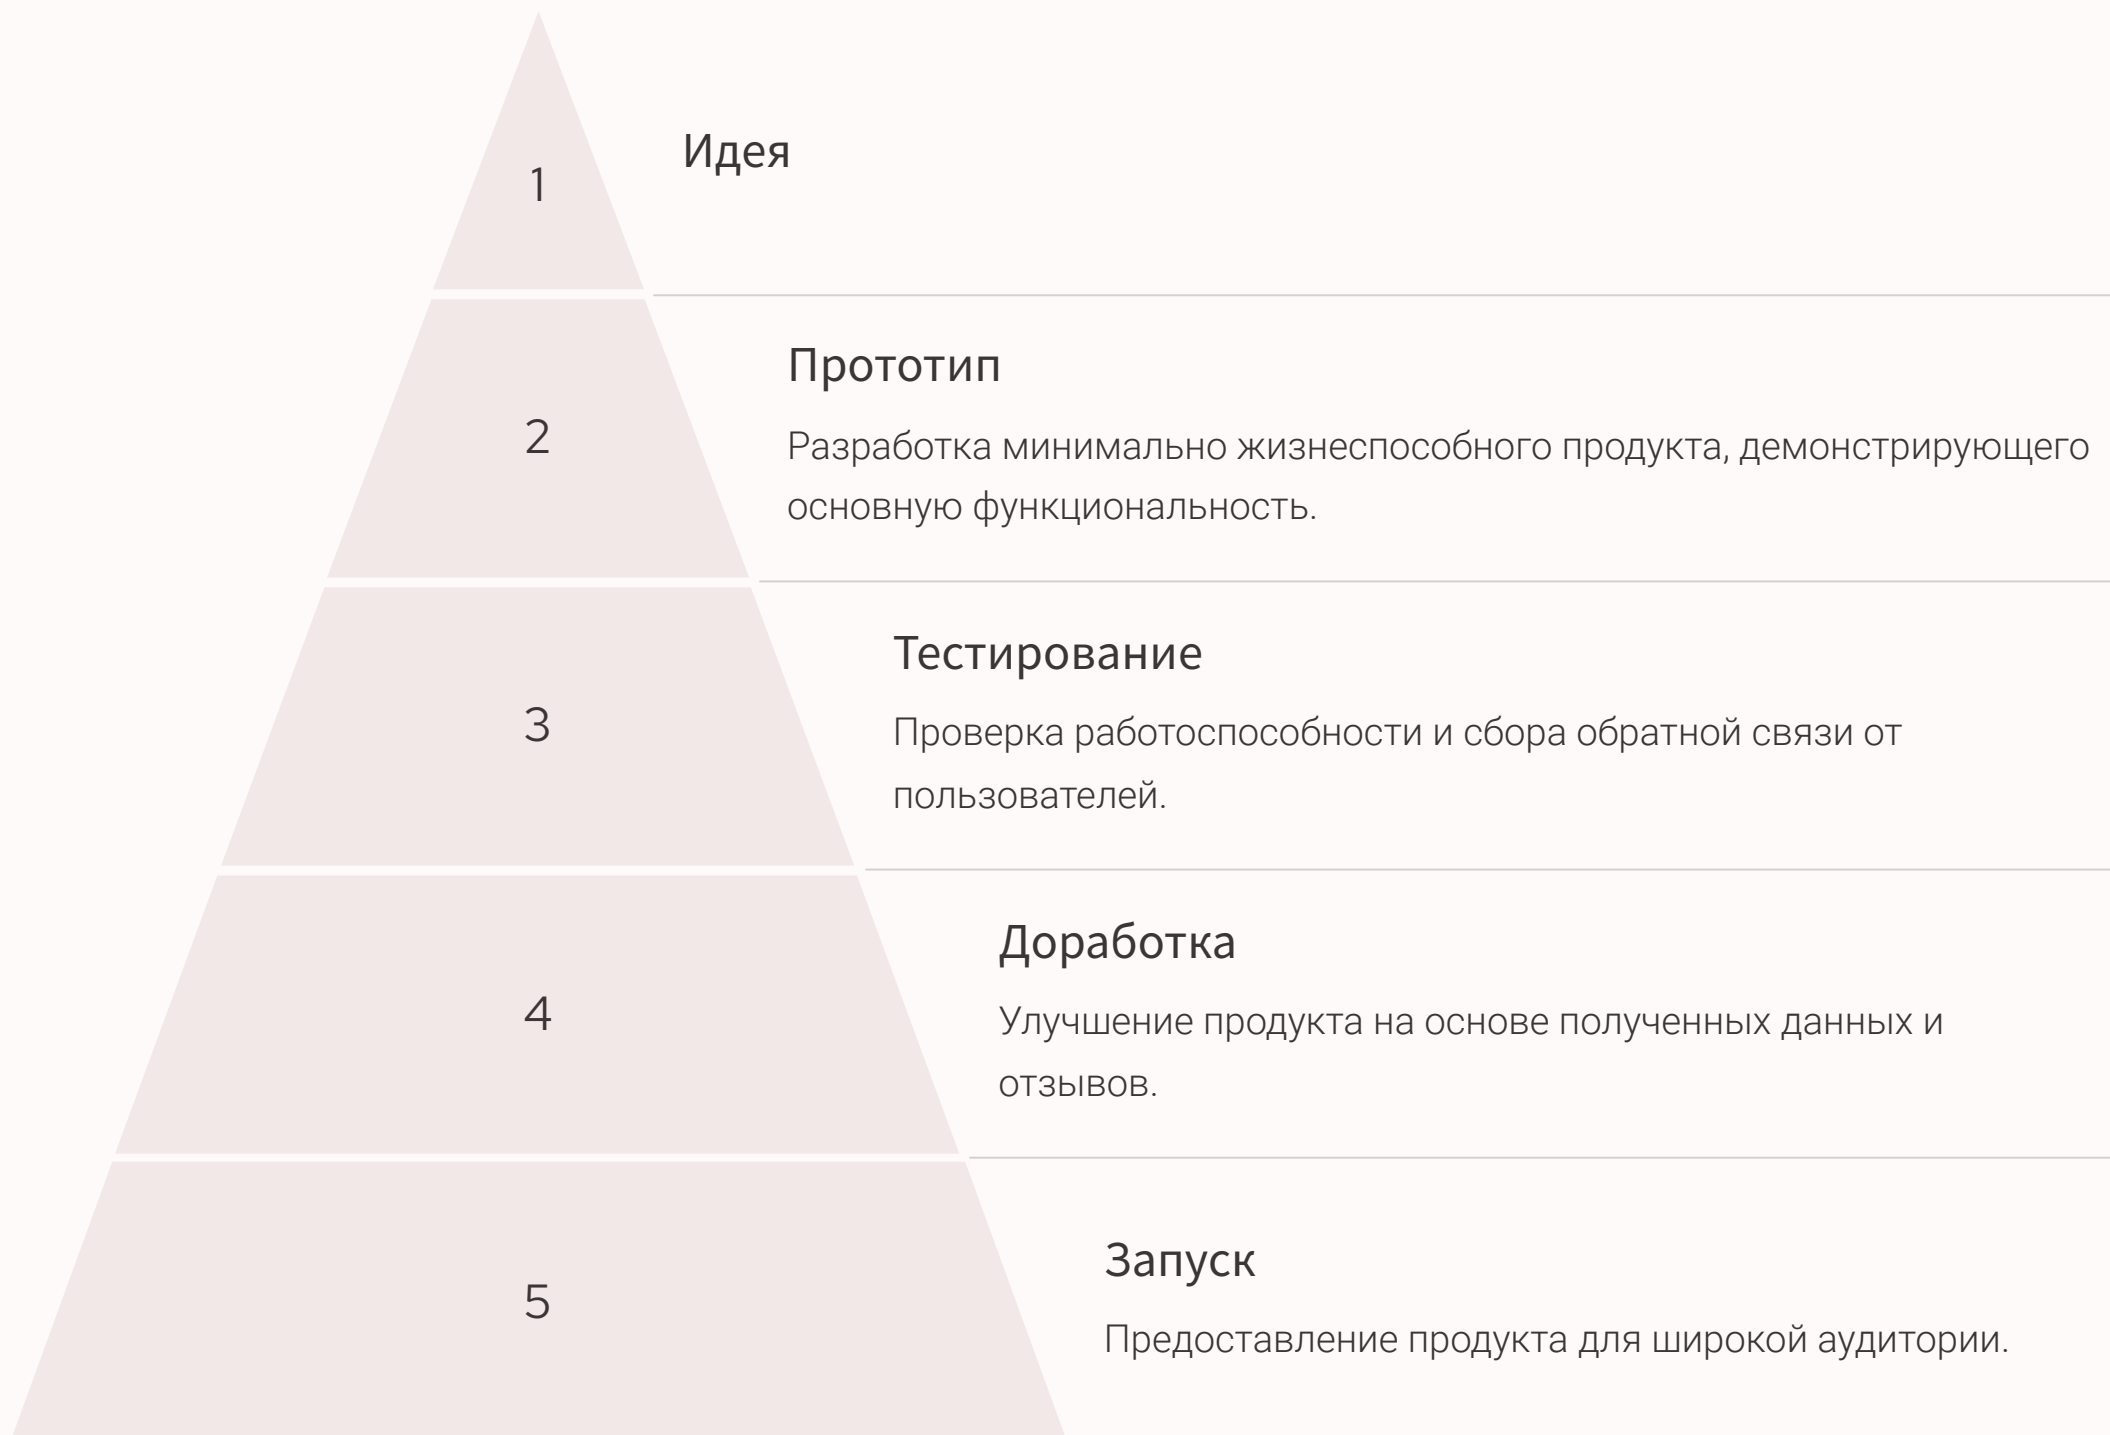 1
Идея
2
Прототип
Разработка минимально жизнеспособного продукта, демонстрирующего
основную функциональность.
3
Тестирование
Проверка работоспособности и сбора обратной связи от
пользователей.
4
Доработка
Улучшение продукта на основе полученных данных и
отзывов.
5
Запуск
Предоставление продукта для широкой аудитории.